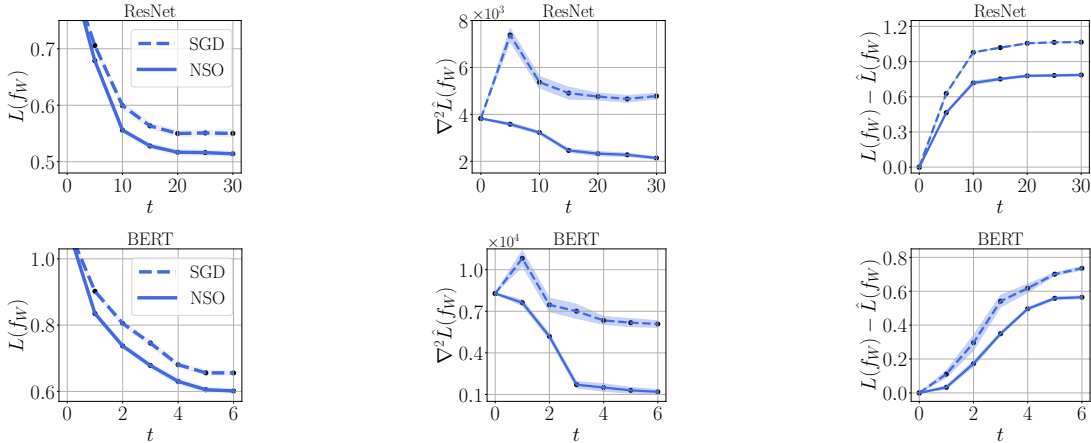 ResNet
0.7
0.6
0.5
L(f_W)
SGD
NSO
0 10 20 30
t
ResNet
×10³
8
6
4
2
∇²L̂(f_W)
0 10 20 30
t
ResNet
1.2
0.9
0.6
0.3
0.0
L(f_W) − L̂(f_W)
0 10 20 30
t
BERT
1.0
0.8
0.6
L(f_W)
SGD
NSO
0 2 4 6
t
BERT
×10⁴
1.0
0.7
0.4
0.1
∇²L̂(f_W)
0 2 4 6
t
BERT
0.8
0.6
0.4
0.2
0.0
L(f_W) − L̂(f_W)
0 2 4 6
t